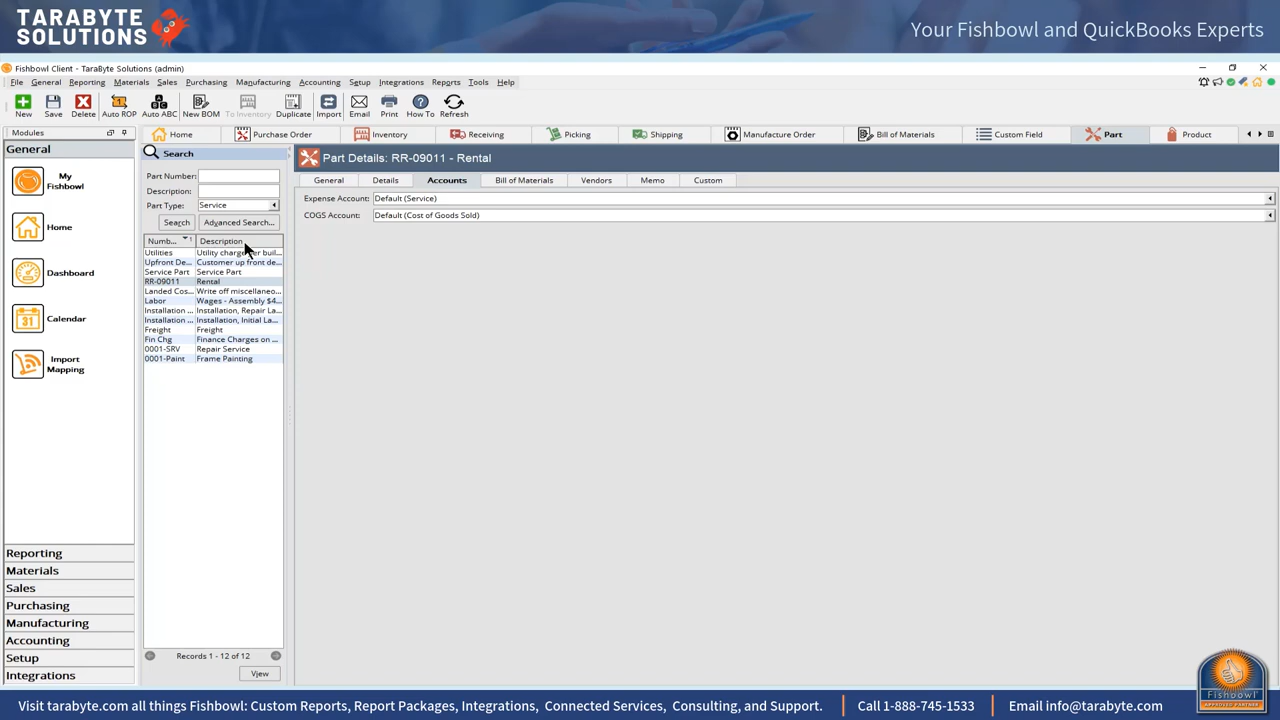 TARABYTE
SOLUTIONS
Your Fishbowl and QuickBooks Experts
Fishbowl Client - TaraByte Solutions (admin)
File General Reporting Materials Sales Purchasing Manufacturing Accounting Setup Integrations Reports Tools Help
New Save Delete Auto ROP Auto ABC New BOM To Inventory Duplicate Import Email Print How To Refresh
Modules
Home Purchase Order Inventory Receiving Picking Shipping Manufacture Order Bill of Materials Custom Field Part Product
General
My
Fishbowl
Home
Dashboard
Calendar
Import
Mapping
Reporting
Materials
Sales
Purchasing
Manufacturing
Accounting
Setup
Integrations
Search
Part Number:
Description:
Part Type: Service
Search Advanced Search...
Numb... 1 Description
Utilities Utility charge per buil...
Upfront De... Customer up front de...
Service Part Service Part
RR-09011 Rental
Landed Cos... Write off miscellaneo...
Labor Wages - Assembly $4...
Installation ... Installation, Repair La...
Installation ... Installation, Initial La...
Freight Freight
Fin Chg Finance Charges on ...
0001-SRV Repair Service
0001-Paint Frame Painting
Records 1 - 12 of 12
View
Part Details: RR-09011 - Rental
General Details Accounts Bill of Materials Vendors Memo Custom
Expense Account: Default (Service)
COGS Account: Default (Cost of Goods Sold)
Fishbowl
APPROVED PARTNER
Visit tarabyte.com all things Fishbowl: Custom Reports, Report Packages, Integrations, Connected Services, Consulting, and Support. Call 1-888-745-1533 Email info@tarabyte.com